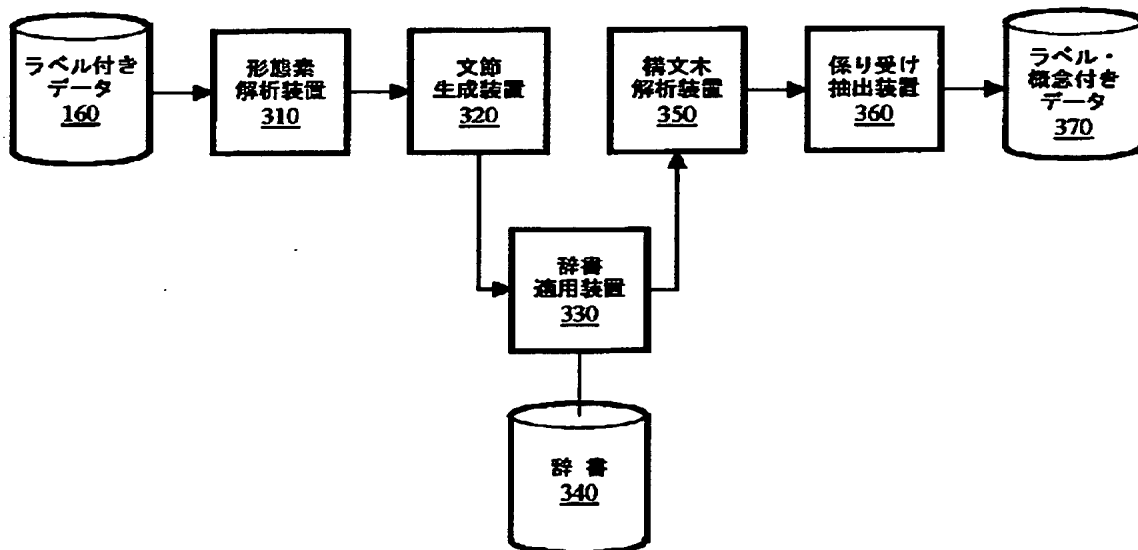 ラベル付き
データ
160
形態素
解析装置
310
文節
生成装置
320
構文木
解析装置
350
係り受け
抽出装置
360
ラベル・
概念付き
データ
370
辞書
適用装置
330
辞 書
340